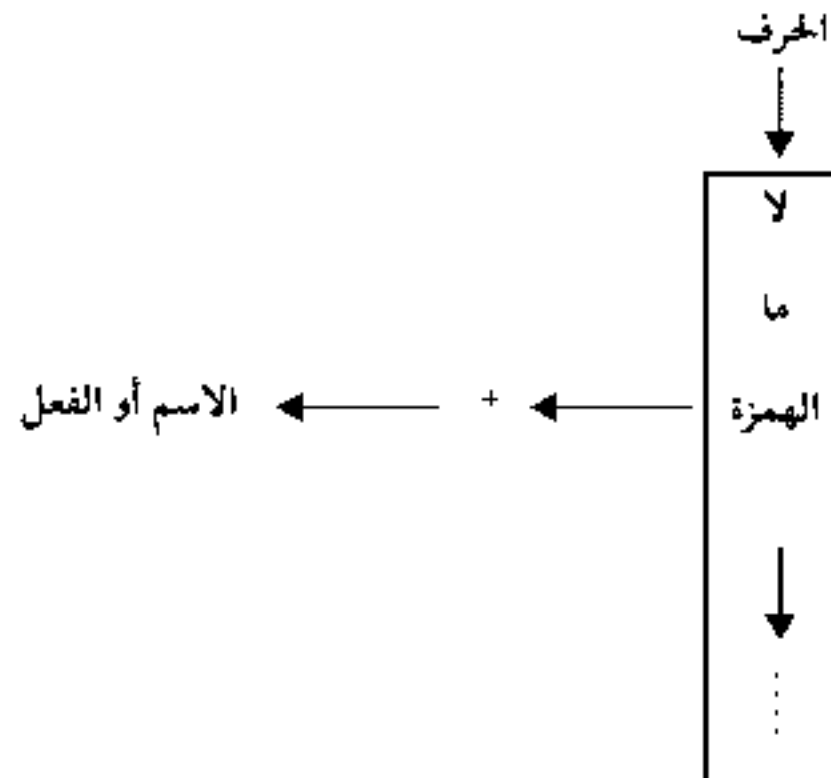 الحرف
لا
ما
الهمزة + الاسم أو الفعل
....